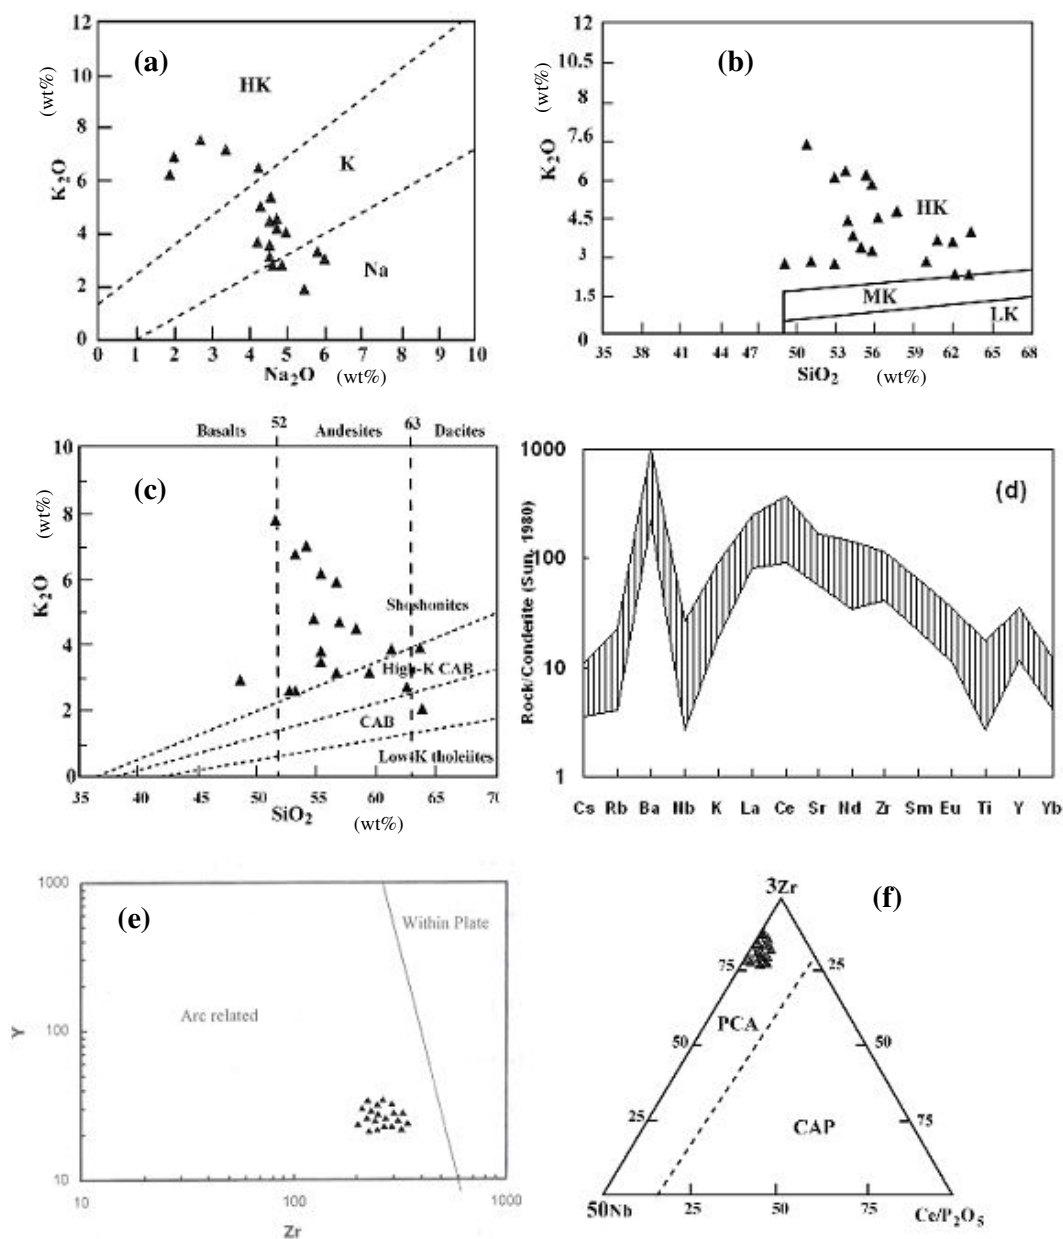 (a)
K₂O (wt%)
12
10
8
6
4
2
0
HK
K
Na
0 1 2 3 4 5 6 7 8 9 10
Na₂O (wt%)
(b)
K₂O (wt%)
12
10.5
8
7.6
6
4.5
3
1.5
0
HK
MK
LK
35 38 41 44 47 50 53 56 59 62 65 68
SiO₂ (wt%)
52 63
Basalts Andesites Dacites
(c)
K₂O (wt%)
10
8
6
4
2
0
Shoshonites
High-K CAB
CAB
Low-K tholeiites
35 40 45 50 55 60 65 70
SiO₂ (wt%)
(d)
Rock/Conderite (Sun, 1980)
1000
100
10
1
Cs Rb Ba Nb K La Ce Sr Nd Zr Sm Eu Ti Y Yb
(e)
Y
1000
100
10
Within Plate
Arc related
10 100 1000
Zr
(f)
3Zr
75 25
PCA
50 50
25 75
CAP
50Nb 25 50 75 Ce/P₂O₅